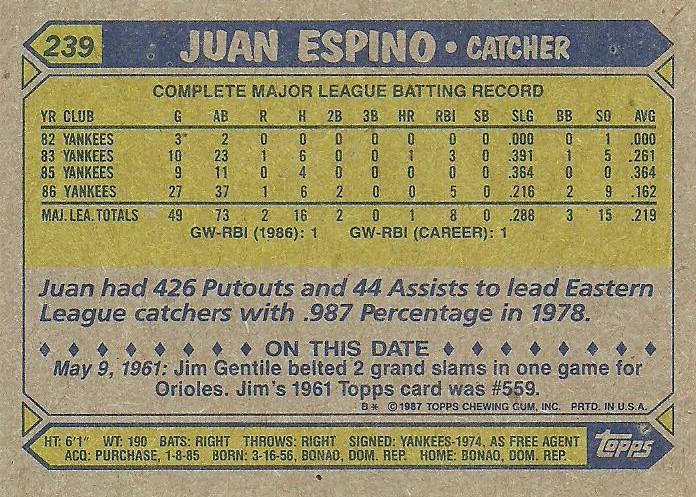 239 JUAN ESPINO • CATCHER
COMPLETE MAJOR LEAGUE BATTING RECORD
YR CLUB G AB R H 2B 3B HR RBI SB SLG BB SO AVG
82 YANKEES 3 2 0 0 0 0 0 0 0 .000 0 1 .000
83 YANKEES 10 23 1 6 0 0 1 3 0 .391 1 5 .261
85 YANKEES 9 11 0 4 0 0 0 0 0 .364 0 0 .364
86 YANKEES 27 37 1 6 2 0 0 5 0 .216 2 9 .162
MAJ. LEA. TOTALS 49 73 2 16 2 0 1 8 0 .288 3 15 .219
GW-RBI (1986): 1 GW-RBI (CAREER): 1
Juan had 426 Putouts and 44 Assists to lead Eastern
League catchers with .987 Percentage in 1978.
♦ ♦ ♦ ♦ ♦ ♦ ♦ ♦ ON THIS DATE ♦ ♦ ♦ ♦ ♦ ♦ ♦ ♦
May 9, 1961: Jim Gentile belted 2 grand slams in one game for
Orioles. Jim's 1961 Topps card was #559.
B* ©1987 TOPPS CHEWING GUM, INC. PRTD. IN U.S.A.
HT: 6'1" WT: 190 BATS: RIGHT THROWS: RIGHT SIGNED: YANKEES-1974, AS FREE AGENT
ACQ: PURCHASE, 1-8-85 BORN: 3-16-56, BONAO, DOM. REP. HOME: BONAO, DOM. REP.
TOPPS